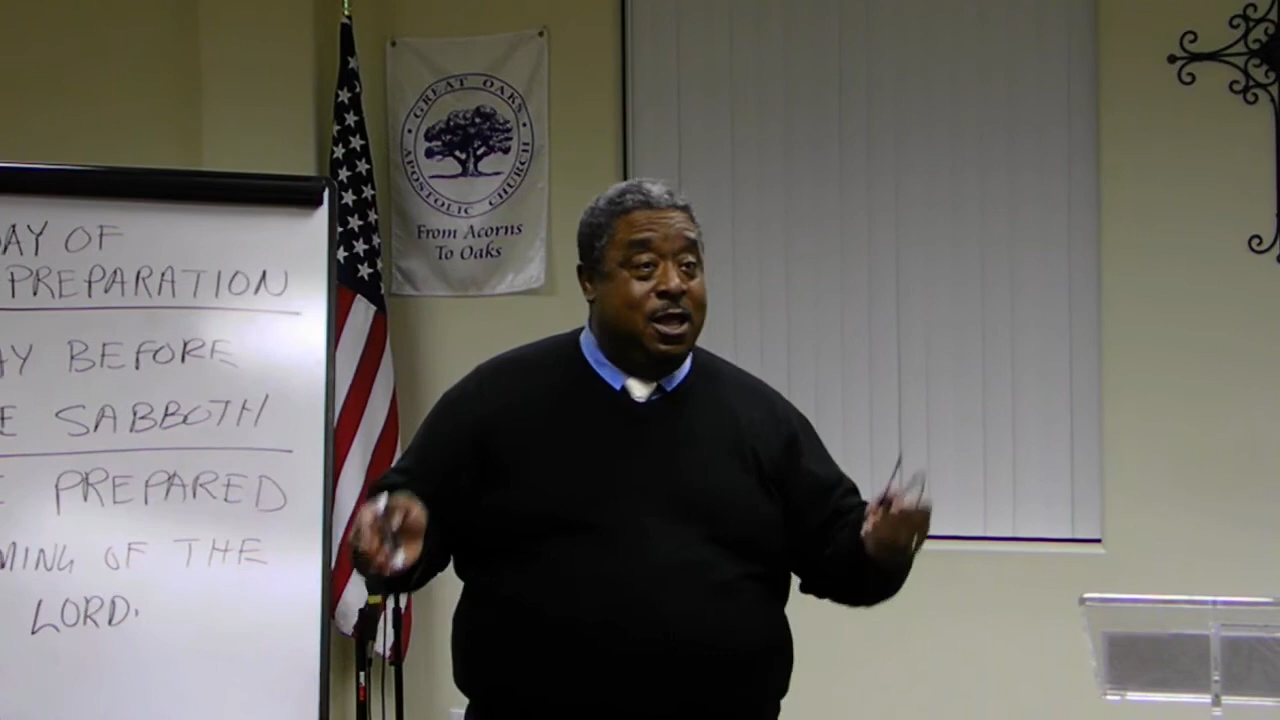 AY OF
PREPARATION
AY BEFORE
E SABBOTH
E PREPARED
MING OF THE
LORD.
GREAT OAKS
APOSTOLIC CHURCH
From Acorns
To Oaks